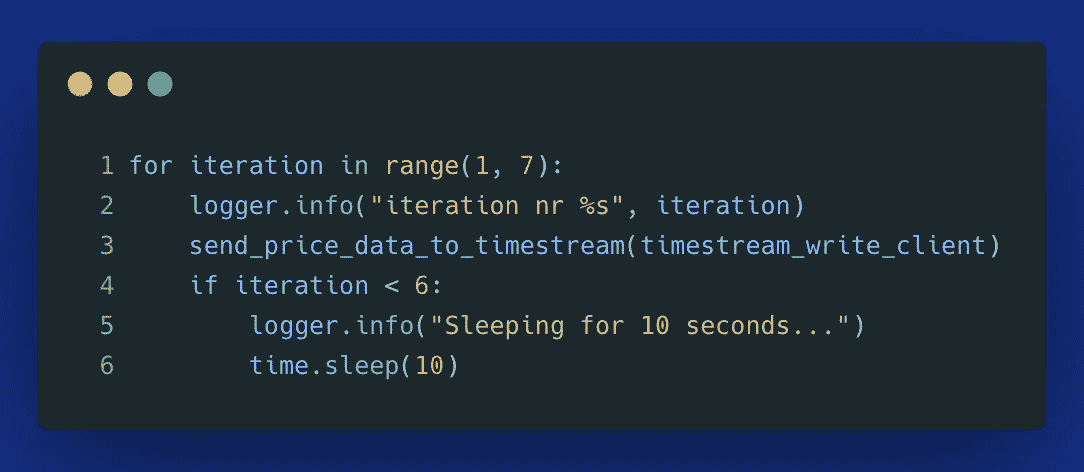 1 for iteration in range(1, 7):
2     logger.info("iteration nr %s", iteration)
3     send_price_data_to_timestream(timestream_write_client)
4     if iteration < 6:
5         logger.info("Sleeping for 10 seconds...")
6         time.sleep(10)